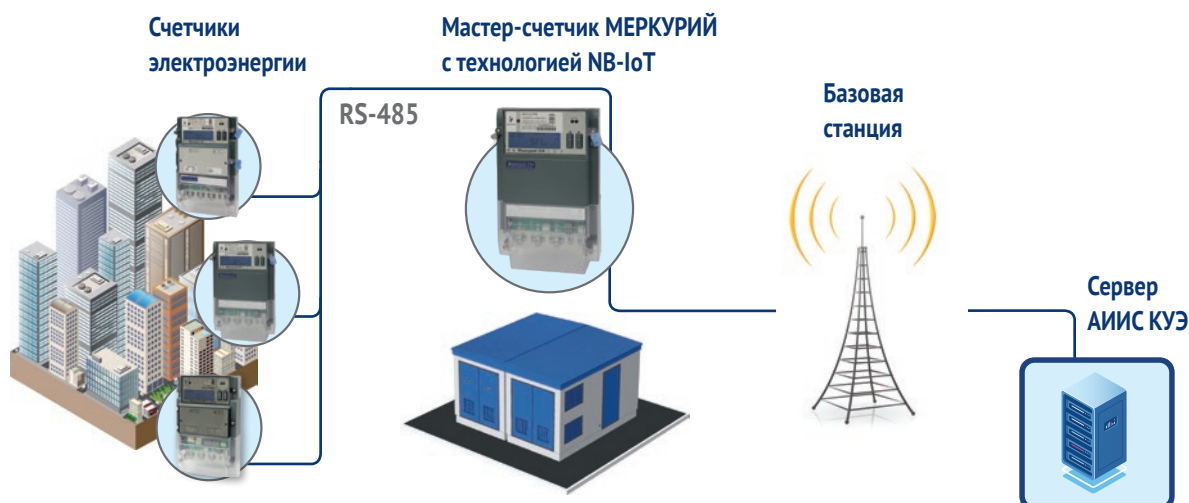 Счетчики
электроэнергии
Мастер-счетчик МЕРКУРИЙ
с технологией NB-IoT
RS-485
Базовая
станция
Сервер
АИИС КУЭ